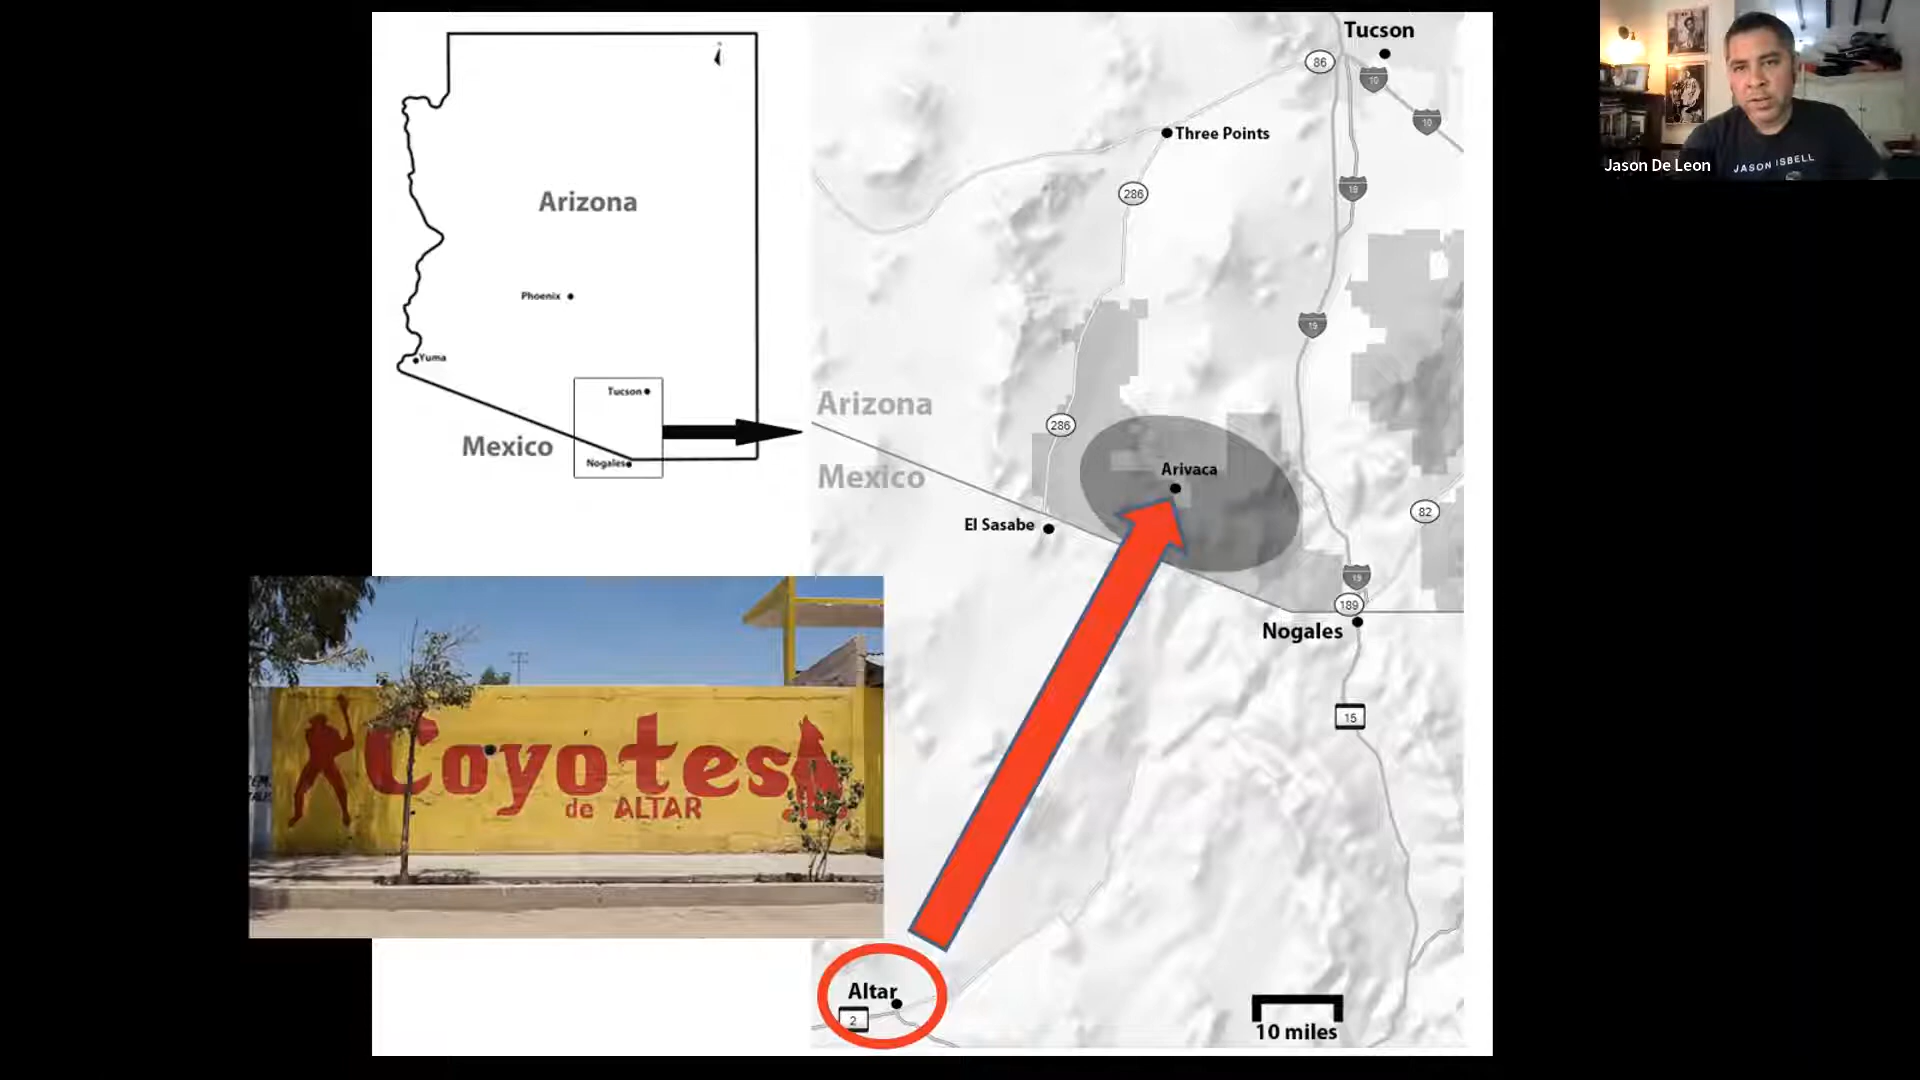 Arizona
Phoenix
Yuma
Tucson
Mexico
Nogales
Tucson
86
10
10
Three Points
286
19
19
Arizona
286
Mexico
Arivaca
El Sasabe
82
19
189
Nogales
15
Altar
2
10 miles
Coyotes
de ALTAR
Jason De Leon
JASON ISBELL